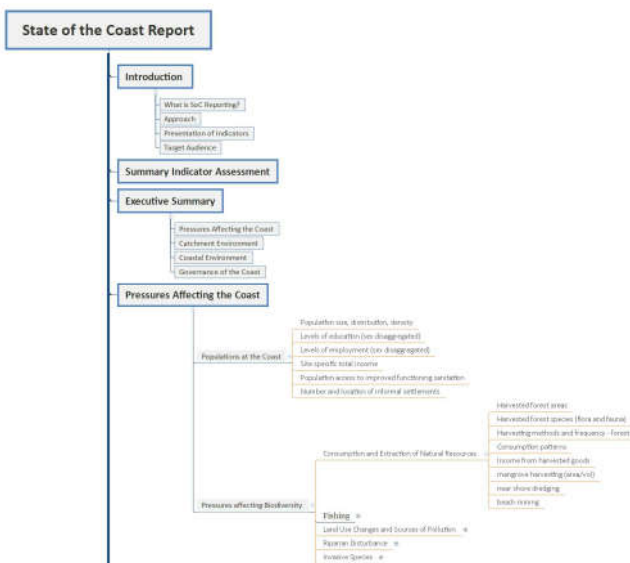 State of the Coast Report
Introduction
What is SoC Reporting?
Approach
Presentation of Indicators
Target Audience
Summary Indicator Assessment
Executive Summary
Pressures Affecting the Coast
Catchment Environment
Coastal Environment
Governance of the Coast
Pressures Affecting the Coast
Populations at the Coast
Population size, distribution, density
Levels of education (sex disaggregated)
Levels of employment (sex disaggregated)
Site specific total income
Population access to improved functioning sanitation
Number and location of informal settlements
Pressures affecting Biodiversity
Consumption and Extraction of Natural Resources
Harvested forest areas
Harvested forest species (flora and fauna)
Harvesting methods and frequency - forest
Consumption patterns
Income from harvested goods
mangrove harvesting (area/vol)
near shore dredging
beach mining
Fishing
Land Use Changes and Sources of Pollution
Disturbance
Invasive Species